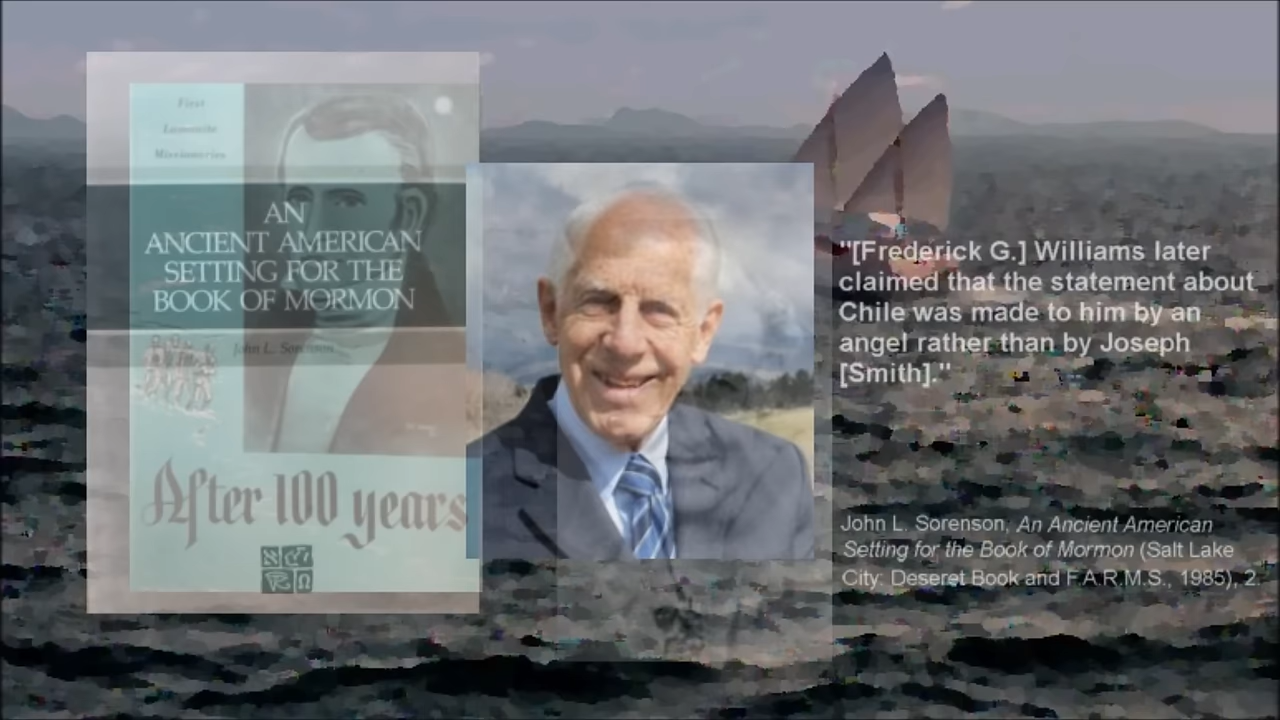 First
Lamanite
Missionaries
AN
ANCIENT AMERICAN
SETTING FOR THE
BOOK OF MORMON
John L. Sorenson
After 100 years
"[Frederick G.] Williams later
claimed that the statement about
Chile was made to him by an
angel rather than by Joseph
[Smith]."
John L. Sorenson, An Ancient American
Setting for the Book of Mormon (Salt Lake
City: Deseret Book and F.A.R.M.S., 1985), 2.